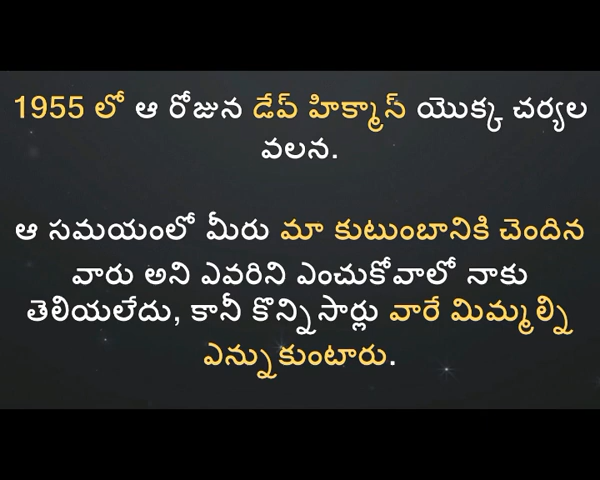 1955 లో ఆ రోజున డేవ్ హిక్మాస్ యొక్క చర్యల
వలన.
ఆ సమయంలో మీరు మా కుటుంబానికి చెందిన
వారు అని ఎవరిని ఎంచుకోవాలో నాకు
తెలియలేదు, కానీ కొన్నిసార్లు వారే మిమ్మల్ని
ఎన్నుకుంటారు.